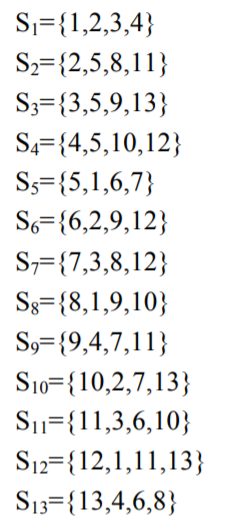 S₁={1,2,3,4}
S₂={2,5,8,11}
S₃={3,5,9,13}
S₄={4,5,10,12}
S₅={5,1,6,7}
S₆={6,2,9,12}
S₇={7,3,8,12}
S₈={8,1,9,10}
S₉={9,4,7,11}
S₁₀={10,2,7,13}
S₁₁={11,3,6,10}
S₁₂={12,1,11,13}
S₁₃={13,4,6,8}